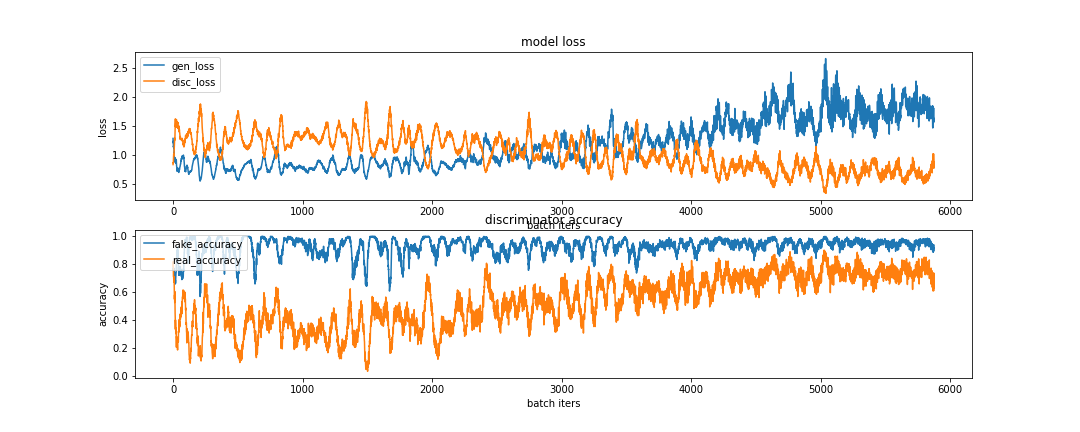 model loss
gen_loss
disc_loss
loss
2.5
2.0
1.5
1.0
0.5
0 1000 2000 3000 4000 5000 6000
batch iters
discriminator accuracy
fake_accuracy
real_accuracy
accuracy
1.0
0.8
0.6
0.4
0.2
0.0
0 1000 2000 3000 4000 5000 6000
batch iters